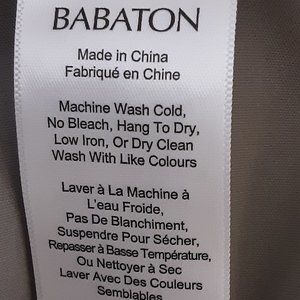 BABATON
Made in China
Fabriqué en Chine
Machine Wash Cold,
No Bleach, Hang To Dry,
Low Iron, Or Dry Clean
Wash With Like Colours
Laver à La Machine à
L'eau Froide,
Pas De Blanchiment,
Suspendre Pour Sécher,
Repasser à Basse Température,
Ou Nettoyer à Sec
Laver Avec Des Couleurs
Semblables